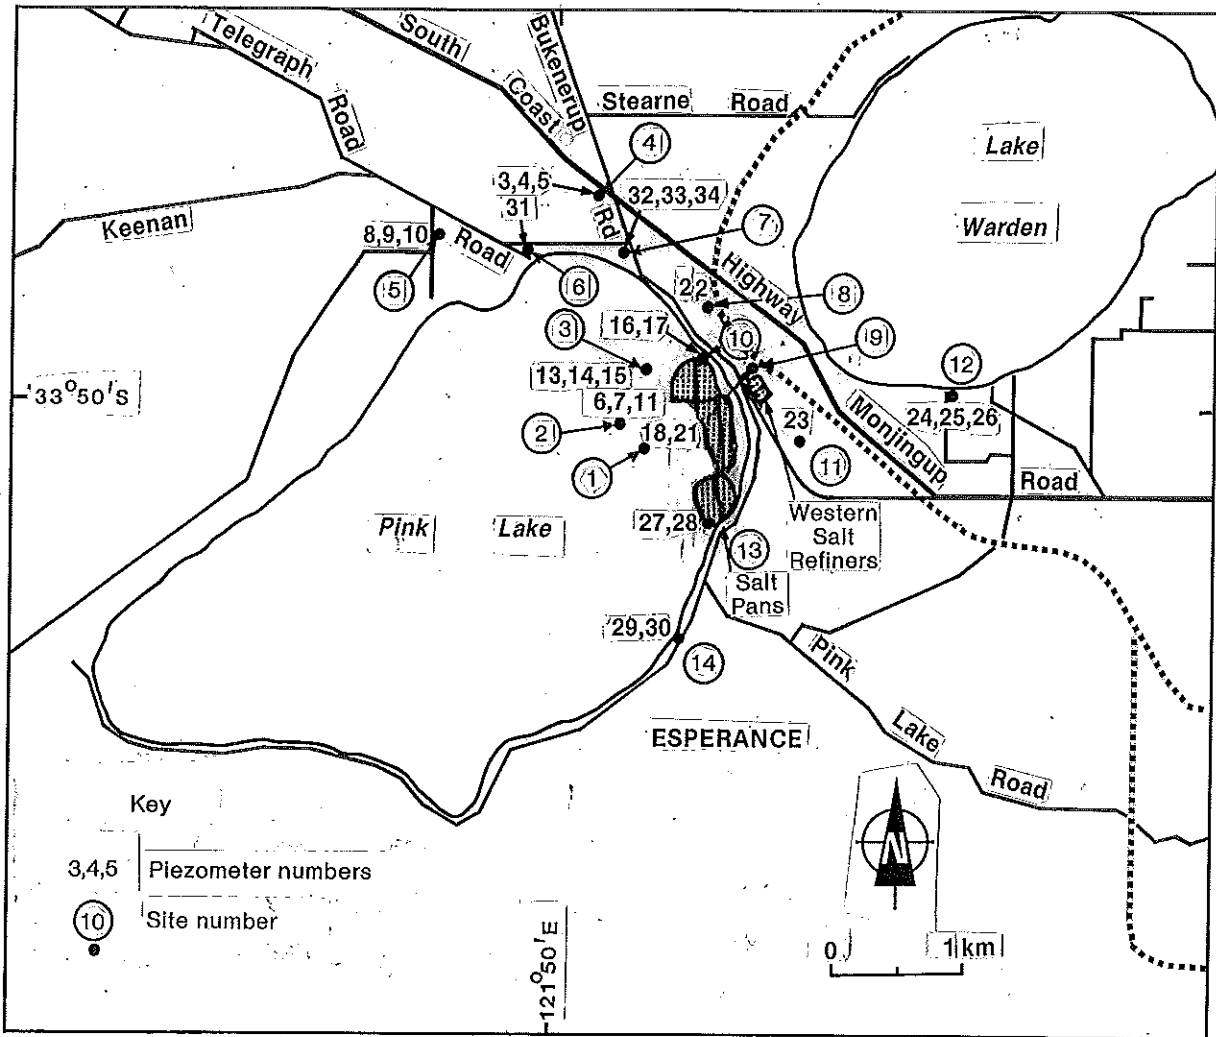 Telegraph
Road
South
Coast
Bukenerup
Rd
Stearne Road
Lake
Warden
4
3,4,5
31
32,33,34
7
Keenan
Road
8,9,10
5
6
Highway
22
8
3
16,17
10
9
13,14,15
12
33°50'S
6,7,11
2
18,21
1
23
11
24,25,26
Monjingup
Road
Pink Lake
27,28
13
Western
Salt
Refiners
Salt
Pans
29,30
14
Pink
Lake
Road
ESPERANCE
Key
3,4,5 Piezometer numbers
10 Site number
121°50'E
N
0 1 km